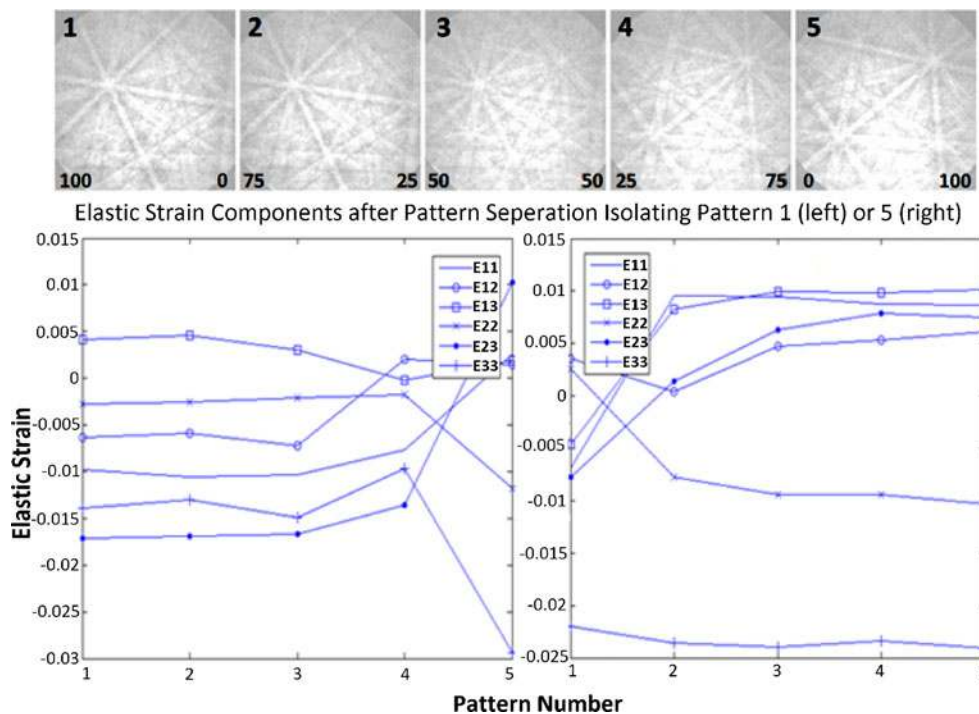 1 2 3 4 5
100 0 75 25 50 50 25 75 0 100
Elastic Strain Components after Pattern Seperation Isolating Pattern 1 (left) or 5 (right)
Elastic Strain
0.015
0.01
0.005
0
-0.005
-0.01
-0.015
-0.02
-0.025
-0.03
E11
E12
E13
E22
E23
E33
1 2 3 4 5
0.015
0.01
0.005
0
-0.005
-0.01
-0.015
-0.02
-0.025
E11
E12
E13
E22
E23
E33
1 2 3 4
Pattern Number